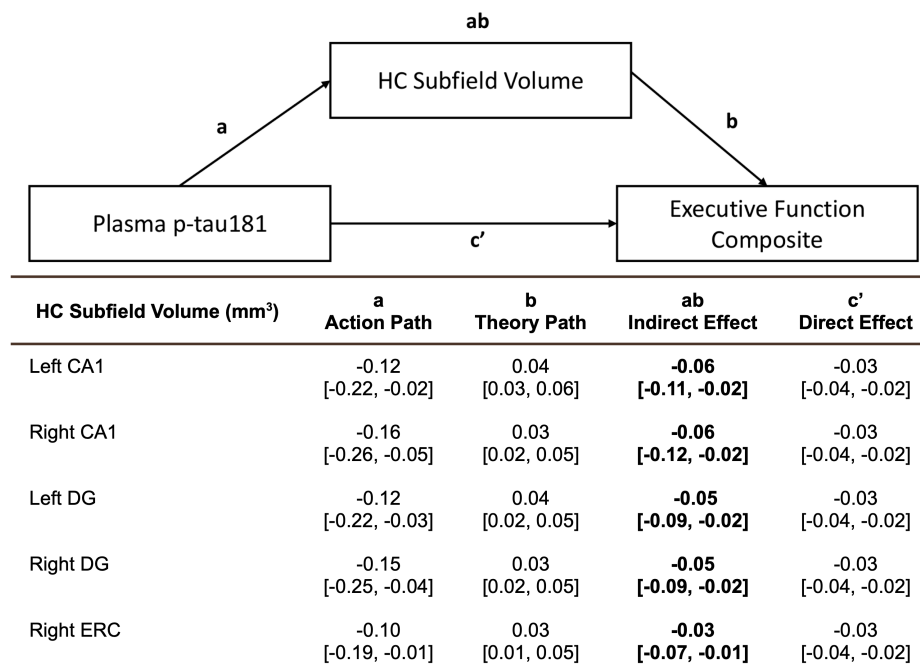 ab
HC Subfield Volume
a
b
Plasma p-tau181
c’
Executive Function
Composite
HC Subfield Volume (mm³) a b ab c’
Action Path Theory Path Indirect Effect Direct Effect
Left CA1 -0.12 0.04 -0.06 -0.03
[-0.22, -0.02] [0.03, 0.06] [-0.11, -0.02] [-0.04, -0.02]
Right CA1 -0.16 0.03 -0.06 -0.03
[-0.26, -0.05] [0.02, 0.05] [-0.12, -0.02] [-0.04, -0.02]
Left DG -0.12 0.04 -0.05 -0.03
[-0.22, -0.03] [0.02, 0.05] [-0.09, -0.02] [-0.04, -0.02]
Right DG -0.15 0.03 -0.05 -0.03
[-0.25, -0.04] [0.02, 0.05] [-0.09, -0.02] [-0.04, -0.02]
Right ERC -0.10 0.03 -0.03 -0.03
[-0.19, -0.01] [0.01, 0.05] [-0.07, -0.01] [-0.04, -0.02]